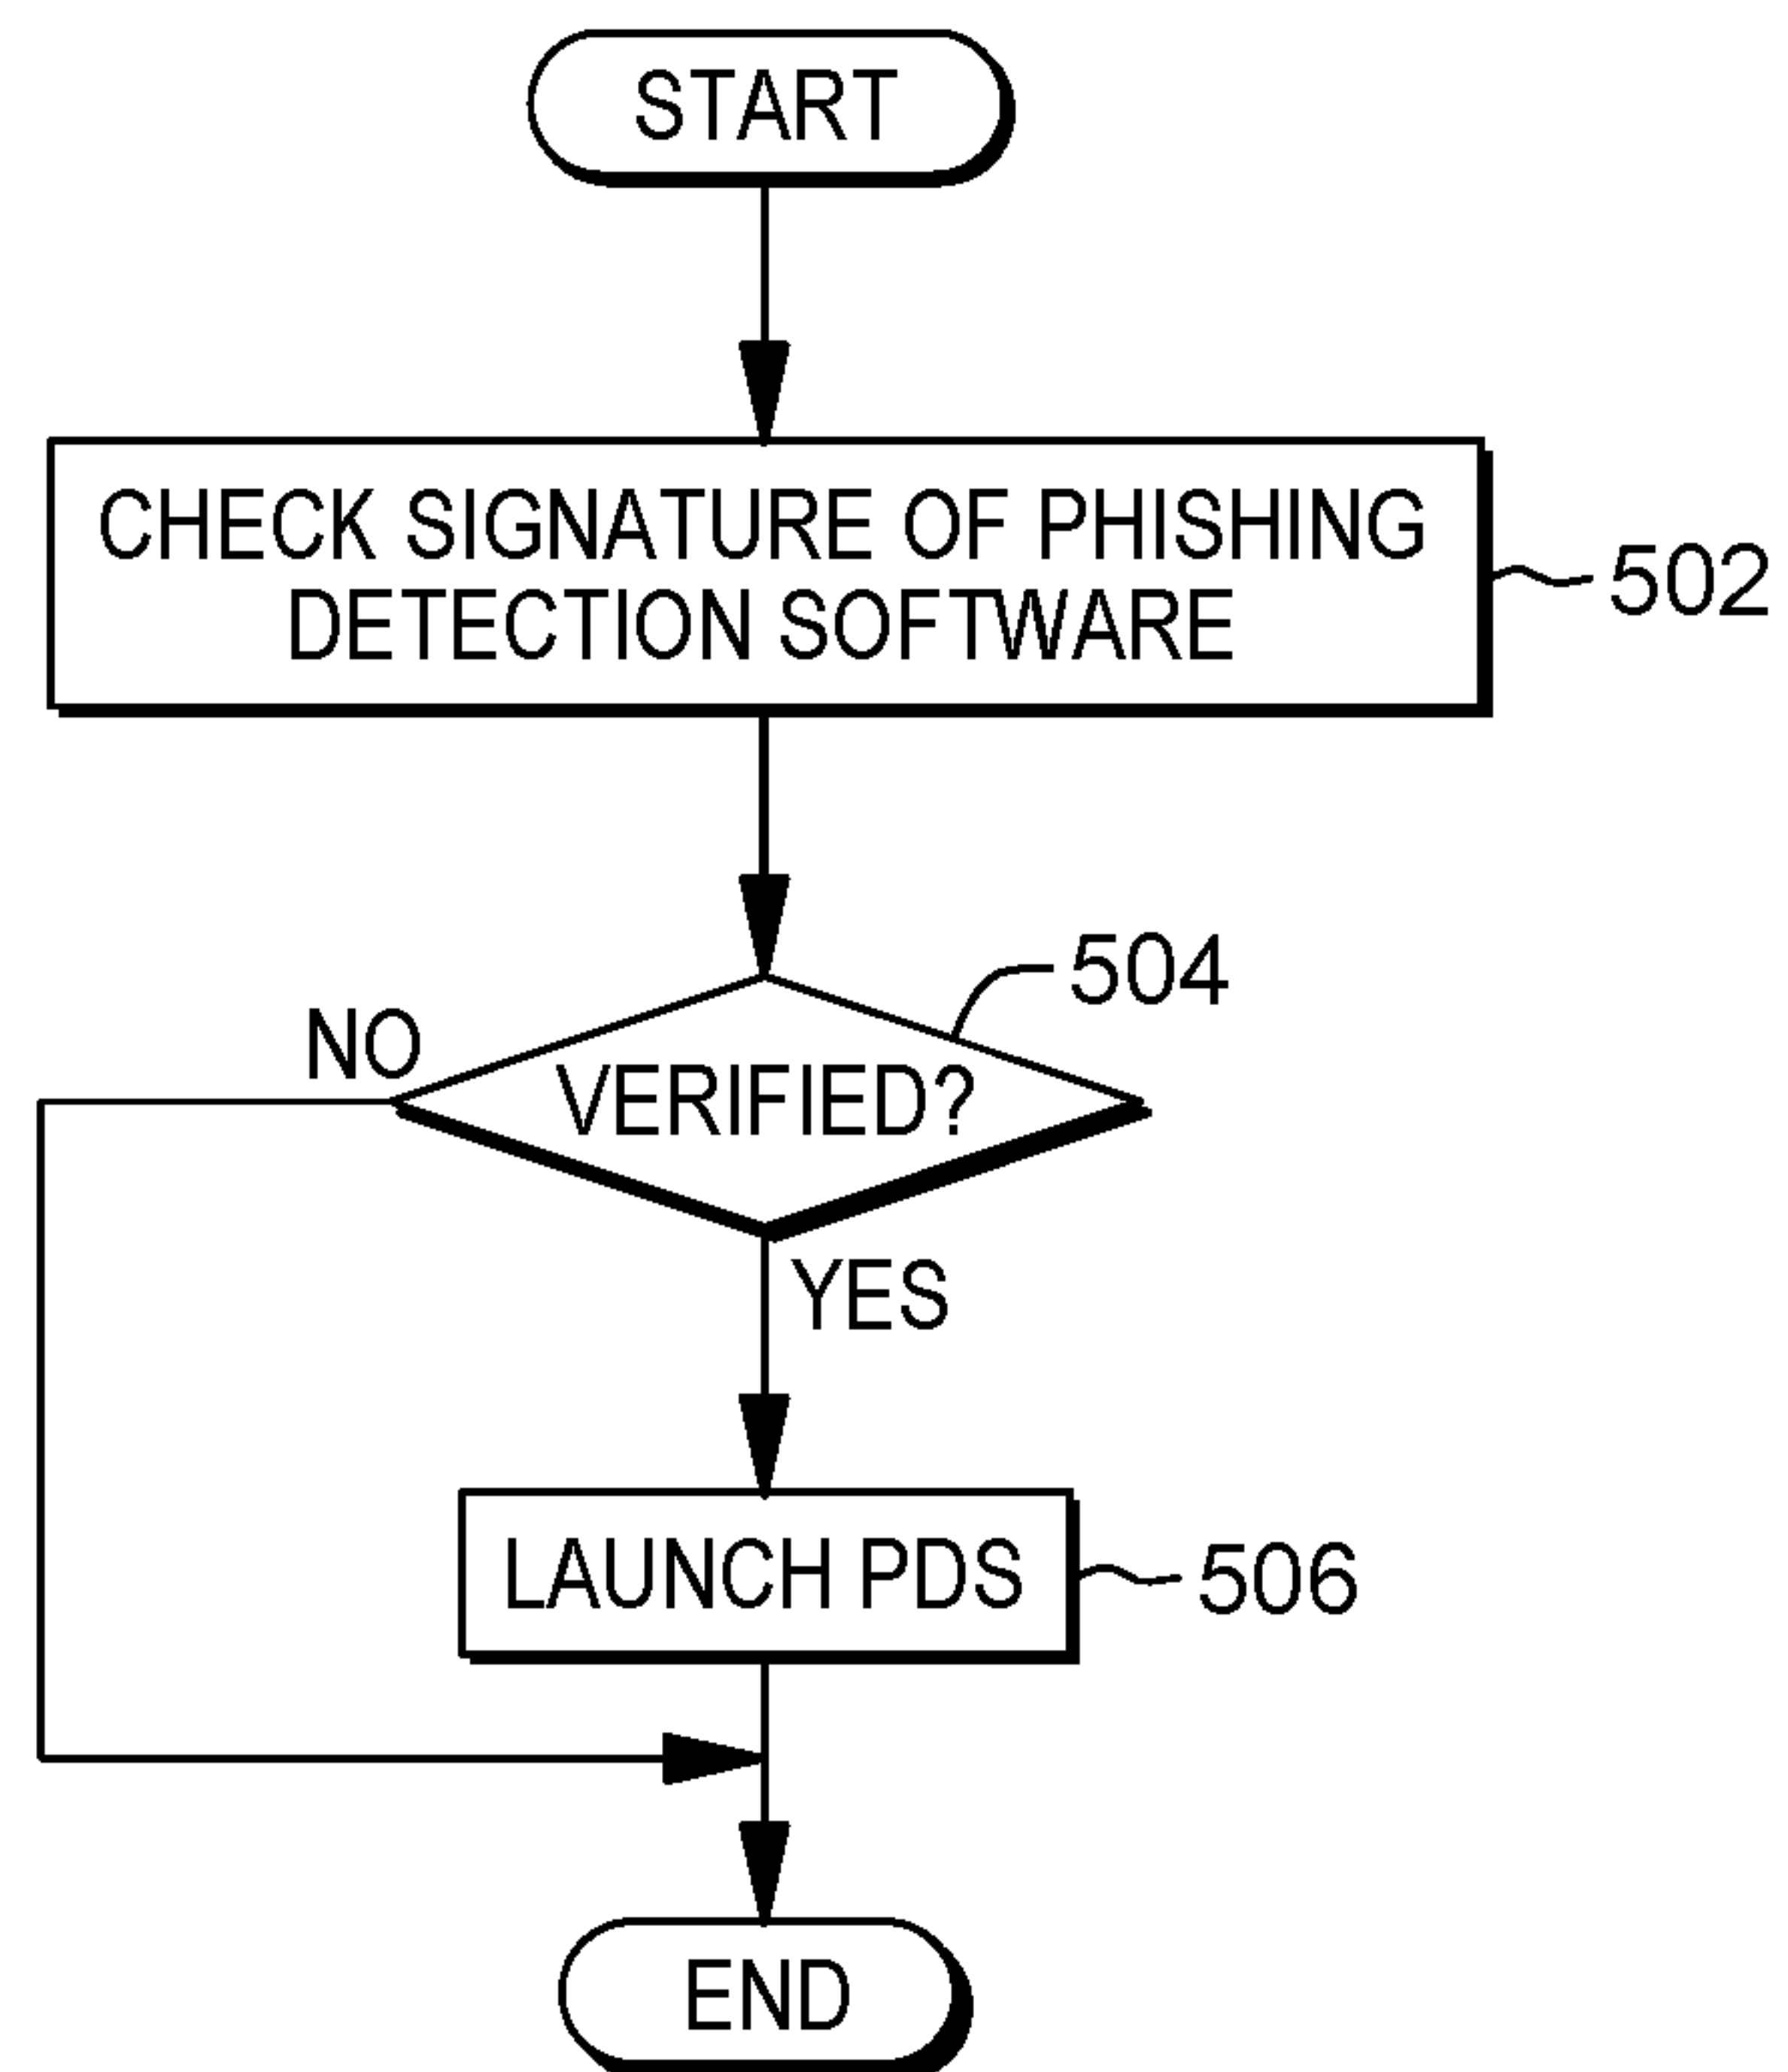 START
CHECK SIGNATURE OF PHISHING
DETECTION SOFTWARE
502
504
NO
VERIFIED?
YES
LAUNCH PDS
506
END